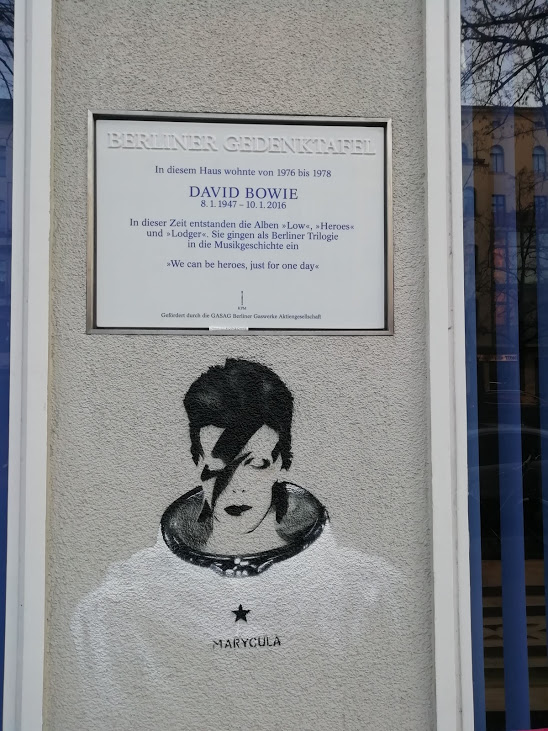 BERLINER GEDENKTAFEL
In diesem Haus wohnte von 1976 bis 1978
DAVID BOWIE
8. 1. 1947 – 10. 1. 2016
In dieser Zeit entstanden die Alben »Low«, »Heroes«
und »Lodger«. Sie gingen als Berliner Trilogie
in die Musikgeschichte ein
»We can be heroes, just for one day«
KPM
Gefördert durch die GASAG Berliner Gaswerke Aktiengesellschaft
MARYCULA